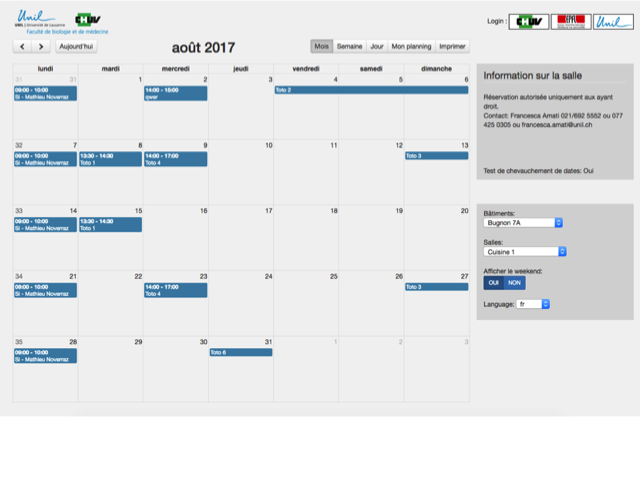 Unil
UNIL | Université de Lausanne
Faculté de biologie et de médecine
CHUV
Login :
CHUV
EPFL
Unil
Aujourd'hui
août 2017
Mois Semaine Jour Mon planning Imprimer
lundi mardi mercredi jeudi vendredi samedi dimanche
31 31 1 2 3 4 5 6
09:00 - 10:00
SI - Mathieu Noverraz
14:00 - 15:00
qwer
Toto 2
32 7 8 9 10 11 12 13
09:00 - 10:00
SI - Mathieu Noverraz
13:30 - 14:30
Toto 1
14:00 - 17:00
Toto 4
Toto 3
33 14 15 16 17 18 19 20
09:00 - 10:00
SI - Mathieu Noverraz
13:30 - 14:30
Toto 1
34 21 22 23 24 25 26 27
09:00 - 10:00
SI - Mathieu Noverraz
14:00 - 17:00
Toto 4
Toto 3
35 28 29 30 31 1 2 3
09:00 - 10:00
SI - Mathieu Noverraz
Toto 6
Information sur la salle
Réservation autorisée uniquement aux ayant
droit.
Contact: Francesca Amati 021/692 5552 ou 077
425 0305 ou francesca.amati@unil.ch
Test de chevauchement de dates: Oui
Bâtiments:
Bugnon 7A
Salles:
Cuisine 1
Afficher le weekend:
OUI NON
Language: fr